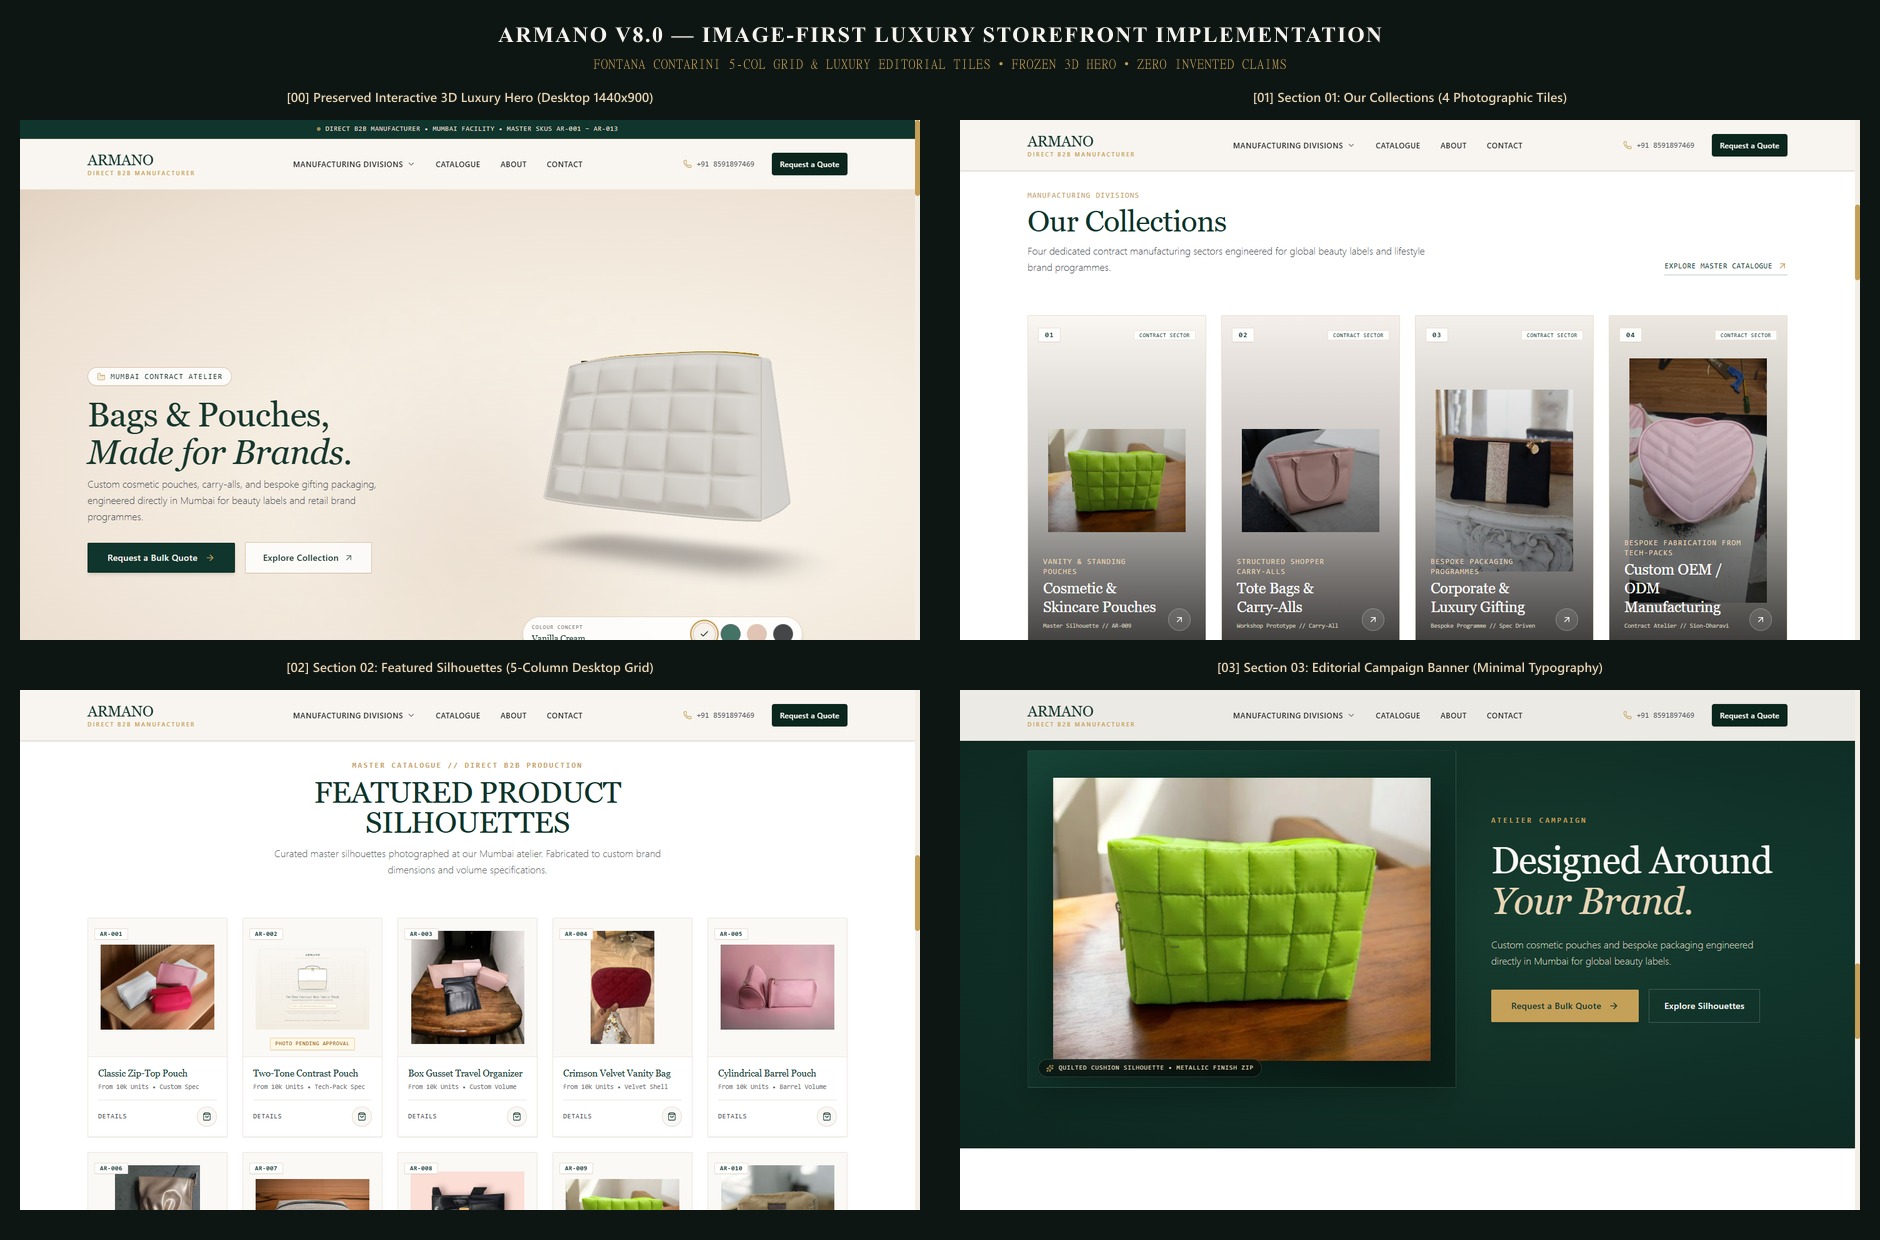 ARMANO V8.0 — IMAGE-FIRST LUXURY STOREFRONT IMPLEMENTATION
FONTANA CONTARINI 5-COL GRID & LUXURY EDITORIAL TILES • FROZEN 3D HERO • ZERO INVENTED CLAIMS
[00] Preserved Interactive 3D Luxury Hero (Desktop 1440x900)
DIRECT B2B MANUFACTURER • MUMBAI FACILITY • MASTER SKUS AR-001 – AR-013
ARMANO
DIRECT B2B MANUFACTURER
MANUFACTURING DIVISIONS
CATALOGUE
ABOUT
CONTACT
+91 8591897469
Request a Quote
MUMBAI CONTRACT ATELIER
Bags & Pouches,
Made for Brands.
Custom cosmetic pouches, carry-alls, and bespoke gifting packaging,
engineered directly in Mumbai for beauty labels and retail brand
programmes.
Request a Bulk Quote
Explore Collection
COLOUR CONCEPT
Vanilla Cream
[01] Section 01: Our Collections (4 Photographic Tiles)
ARMANO
DIRECT B2B MANUFACTURER
MANUFACTURING DIVISIONS
CATALOGUE
ABOUT
CONTACT
+91 8591897469
Request a Quote
MANUFACTURING DIVISIONS
Our Collections
Four dedicated contract manufacturing sectors engineered for global beauty labels and lifestyle
brand programmes.
EXPLORE MASTER CATALOGUE
01
CONTRACT SECTOR
VANITY & STANDING
POUCHES
Cosmetic &
Skincare Pouches
Master Silhouette // AR-009
02
CONTRACT SECTOR
STRUCTURED SHOPPER
CARRY-ALLS
Tote Bags &
Carry-Alls
Workshop Prototype // Carry-All
03
CONTRACT SECTOR
BESPOKE PACKAGING
PROGRAMMES
Corporate &
Luxury Gifting
Bespoke Programme // Spec Driven
04
CONTRACT SECTOR
BESPOKE FABRICATION FROM
TECH-PACKS
Custom OEM /
ODM
Manufacturing
Contract Atelier // Sion-Dharavi
[02] Section 02: Featured Silhouettes (5-Column Desktop Grid)
ARMANO
DIRECT B2B MANUFACTURER
MANUFACTURING DIVISIONS
CATALOGUE
ABOUT
CONTACT
+91 8591897469
Request a Quote
MASTER CATALOGUE // DIRECT B2B PRODUCTION
FEATURED PRODUCT
SILHOUETTES
Curated master silhouettes photographed at our Mumbai atelier. Fabricated to custom brand
dimensions and volume specifications.
AR-001
Classic Zip-Top Pouch
From 10k Units • Custom Spec
DETAILS
AR-002
ARMANO
PHOTO PENDING APPROVAL
Two-Tone Contrast Pouch
From 10k Units • Tech-Pack Spec
DETAILS
AR-003
Box Gusset Travel Organizer
From 10k Units • Custom Volume
DETAILS
AR-004
Crimson Velvet Vanity Bag
From 10k Units • Velvet Shell
DETAILS
AR-005
Cylindrical Barrel Pouch
From 10k Units • Barrel Volume
DETAILS
AR-006
AR-007
AR-008
AR-009
AR-010
[03] Section 03: Editorial Campaign Banner (Minimal Typography)
ARMANO
DIRECT B2B MANUFACTURER
MANUFACTURING DIVISIONS
CATALOGUE
ABOUT
CONTACT
+91 8591897469
Request a Quote
QUILTED CUSHION SILHOUETTE • METALLIC FINISH ZIP
ATELIER CAMPAIGN
Designed Around
Your Brand.
Custom cosmetic pouches and bespoke packaging engineered
directly in Mumbai for global beauty labels.
Request a Bulk Quote
Explore Silhouettes